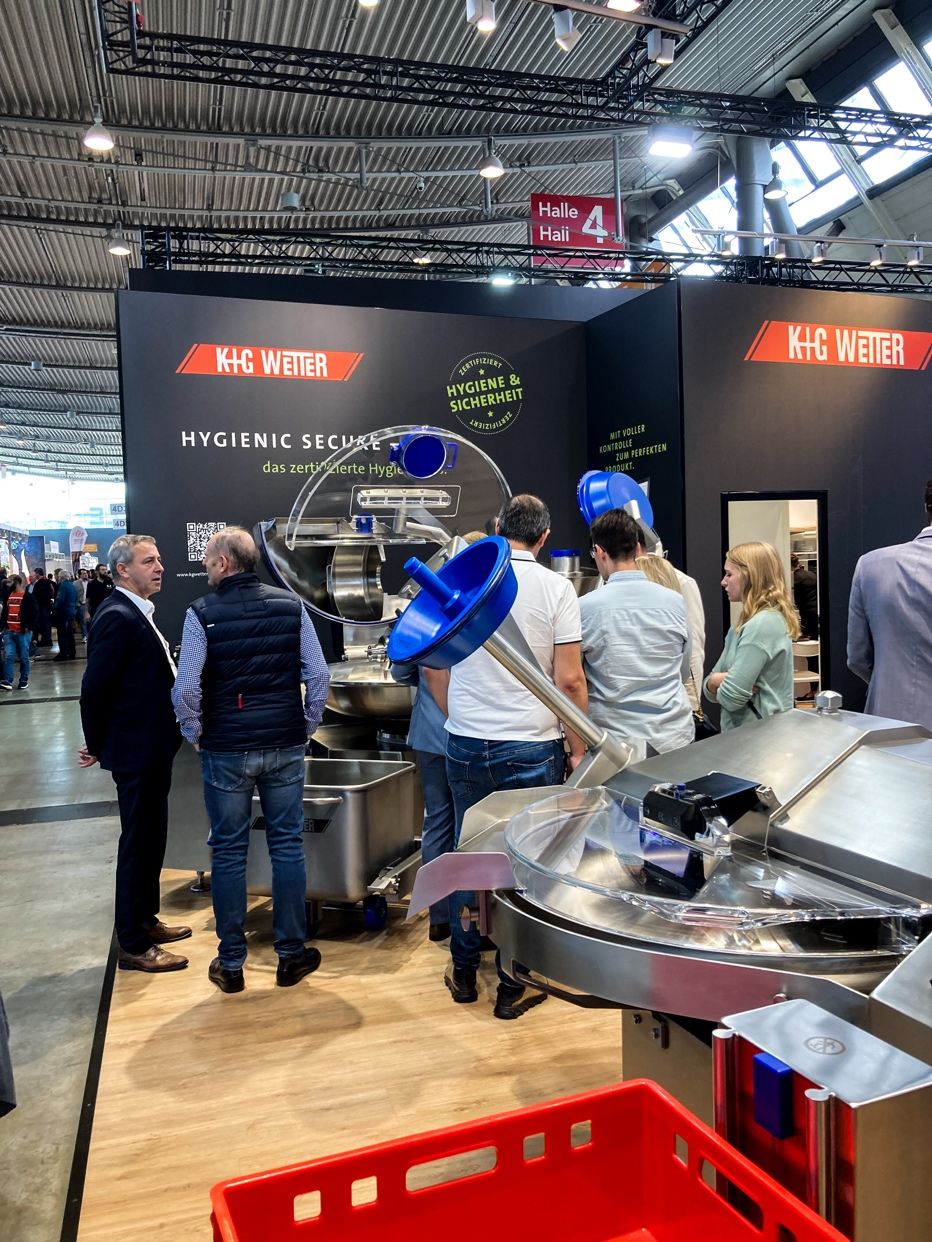 Halle 4
Hall
K+G WETTER
K+G WETTER
ZERTIFIZIERT
HYGIENE &
SICHERHEIT
ZERTIFIZIERT
HYGIENIC SECURE
das zertifizierte
MIT VOLLER
KONTROLLE
ZUM PERFEKTEN
PRODUKT.
4D